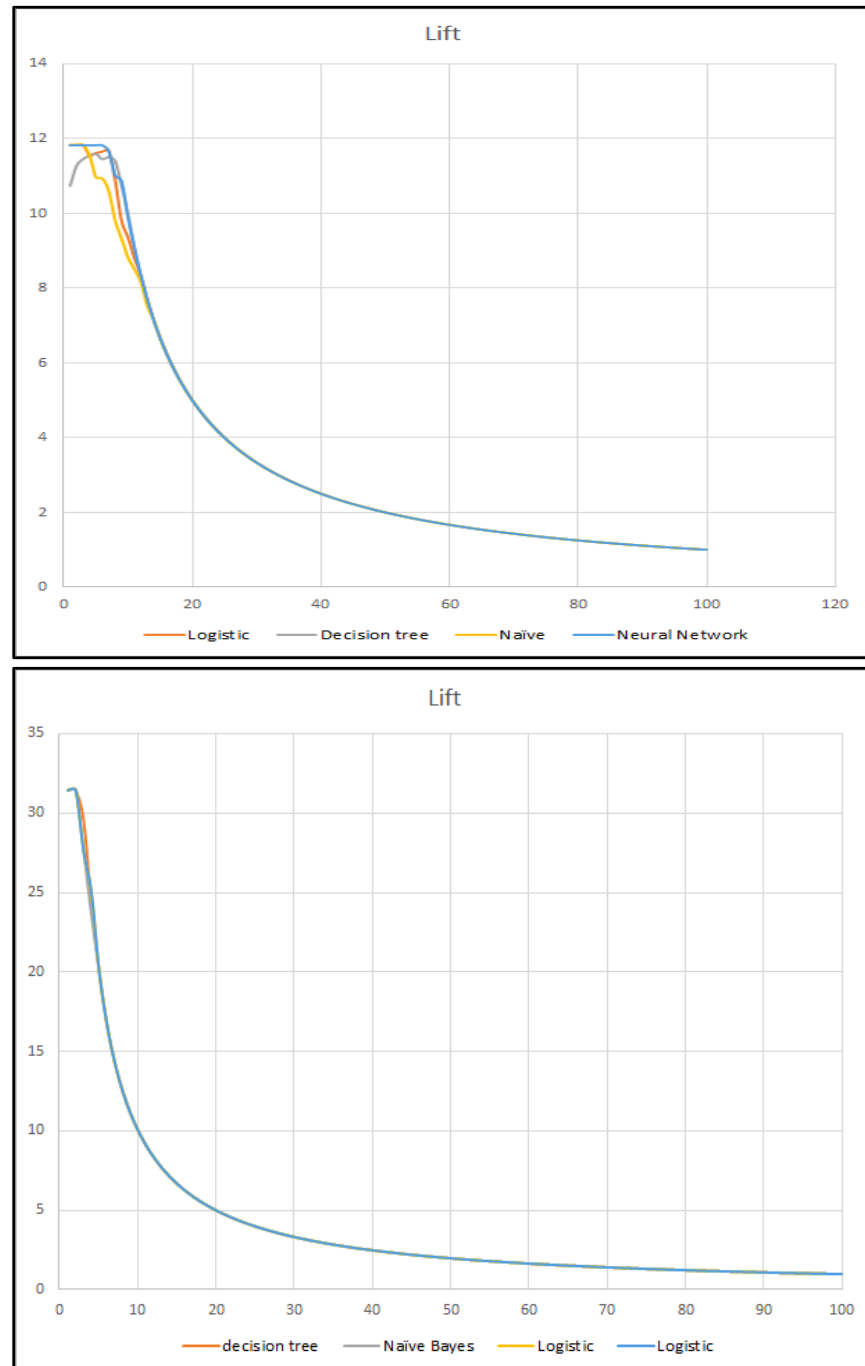 Lift
14
12
10
8
6
4
2
0
0 20 40 60 80 100 120
Logistic Decision tree Naïve Neural Network
Lift
35
30
25
20
15
10
5
0
0 10 20 30 40 50 60 70 80 90 100
decision tree Naïve Bayes Logistic Logistic